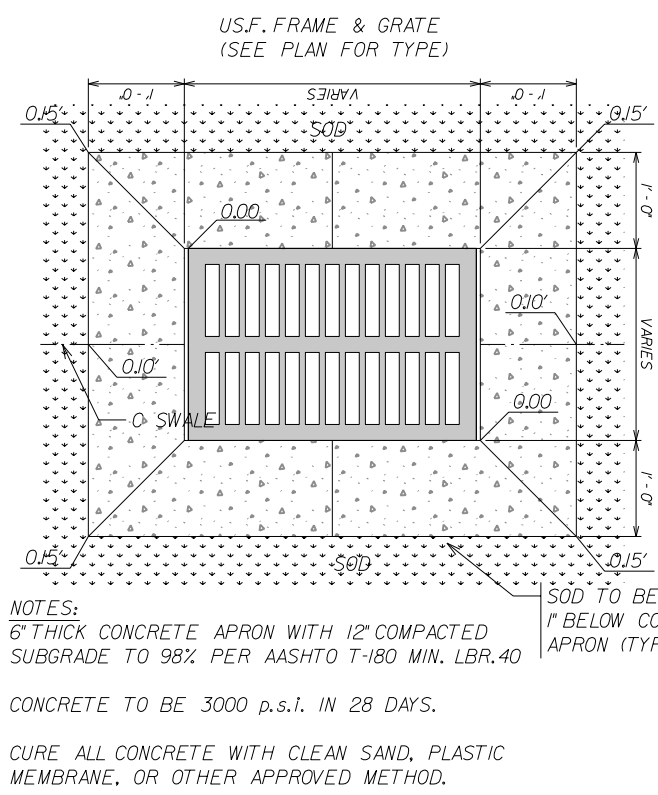 U.S.F. FRAME & GRATE
(SEE PLAN FOR TYPE)
1'-0"
VARIES
1'-0"
0.15'
0.15'
SOD
1'-0"
0.00
0.10'
VARIES
0.10'
0.00
C SWALE
1'-0"
0.15'
0.15'
SOD
SOD TO BE
1" BELOW CO
APRON (TYP
NOTES:
6" THICK CONCRETE APRON WITH 12" COMPACTED
SUBGRADE TO 98% PER AASHTO T-180 MIN. LBR.40
CONCRETE TO BE 3000 p.s.i. IN 28 DAYS.
CURE ALL CONCRETE WITH CLEAN SAND, PLASTIC
MEMBRANE, OR OTHER APPROVED METHOD.